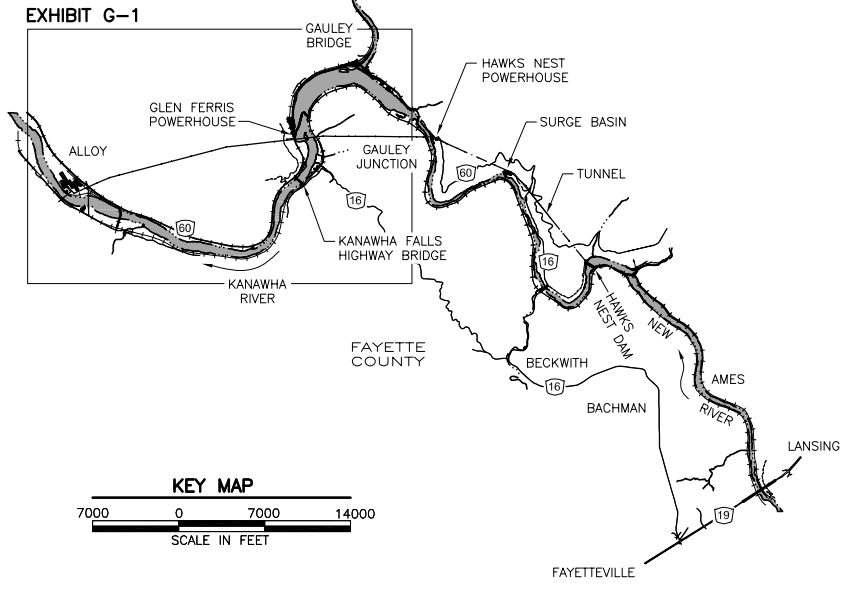 EXHIBIT G-1
GAULEY
BRIDGE
HAWKS NEST
POWERHOUSE
GLEN FERRIS
POWERHOUSE
SURGE BASIN
ALLOY
GAULEY
JUNCTION
60
TUNNEL
16
60
KANAWHA FALLS
HIGHWAY BRIDGE
16
KANAWHA
RIVER
HAWKS
NEST DAM
NEW
FAYETTE
COUNTY
BECKWITH
16
AMES
BACHMAN
RIVER
LANSING
KEY MAP
7000 0 7000 14000
SCALE IN FEET
19
FAYETTEVILLE